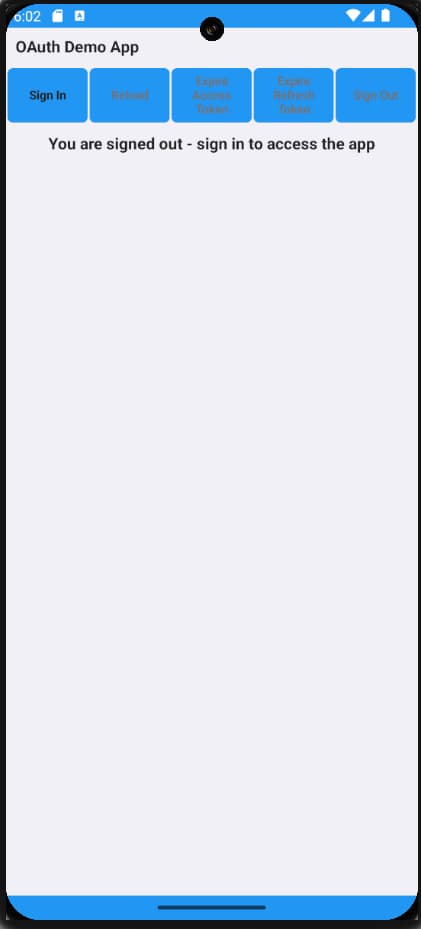 6:02
OAuth Demo App
Sign In
Reload
Expire
Access
Token
Expire
Refresh
Token
Sign Out
You are signed out - sign in to access the app